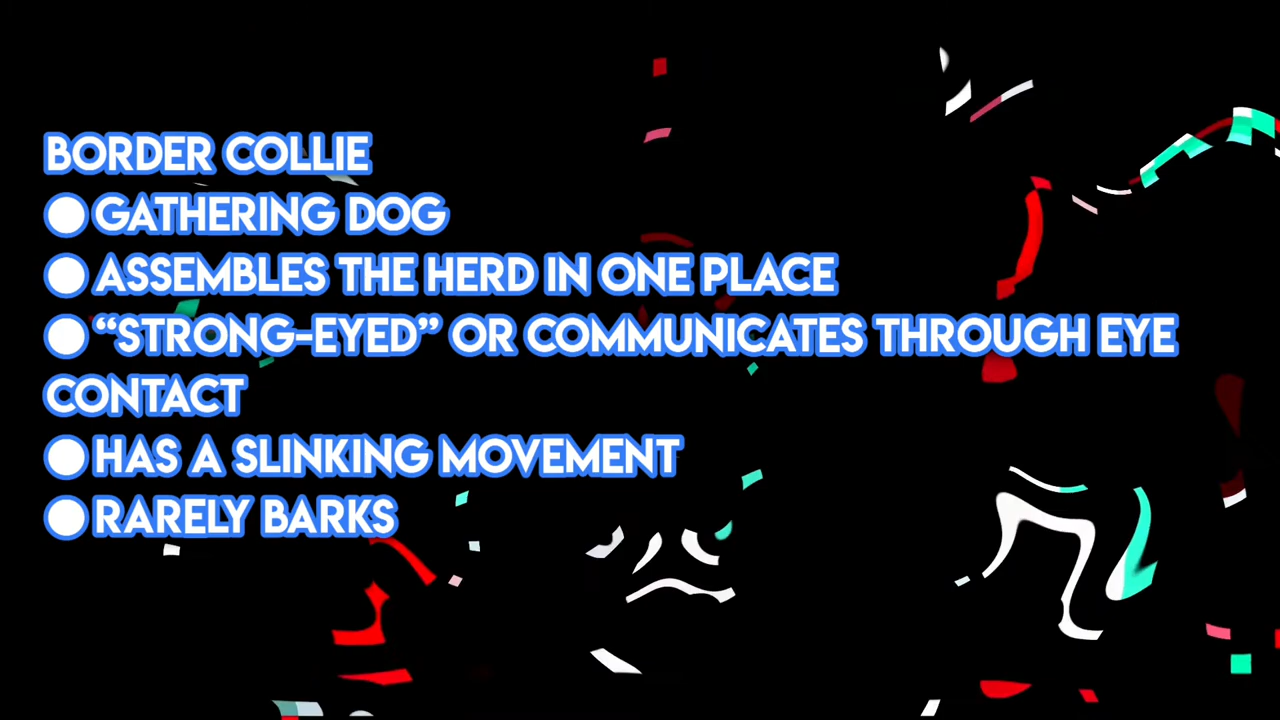 BORDER COLLIE
● GATHERING DOG
● ASSEMBLES THE HERD IN ONE PLACE
● “STRONG-EYED” OR COMMUNICATES THROUGH EYE
CONTACT
● HAS A SLINKING MOVEMENT
● RARELY BARKS